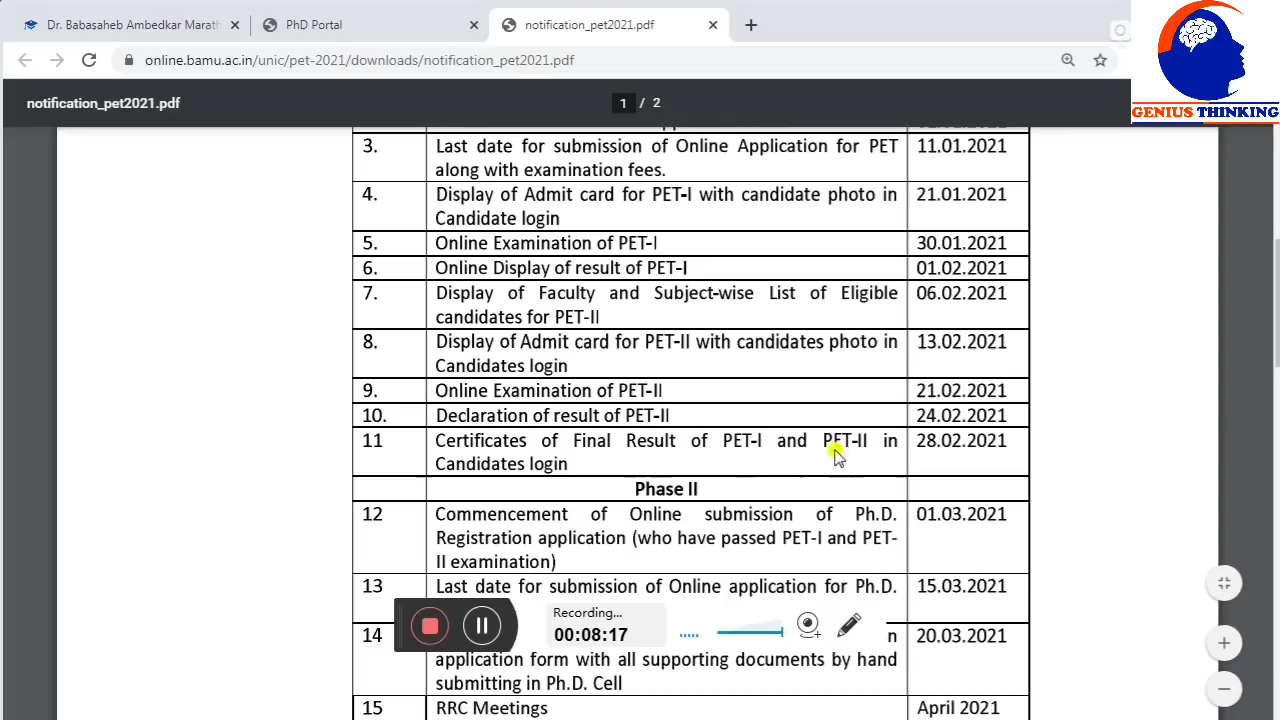 Dr. Babasaheb Ambedkar Marath
PhD Portal
notification_pet2021.pdf
online.bamu.ac.in/unic/pet-2021/downloads/notification_pet2021.pdf
GENIUS THINKING
notification_pet2021.pdf
1 / 2
3. Last date for submission of Online Application for PET 11.01.2021
along with examination fees.
4. Display of Admit card for PET-I with candidate photo in 21.01.2021
Candidate login
5. Online Examination of PET-I 30.01.2021
6. Online Display of result of PET-I 01.02.2021
7. Display of Faculty and Subject-wise List of Eligible 06.02.2021
candidates for PET-II
8. Display of Admit card for PET-II with candidates photo in 13.02.2021
Candidates login
9. Online Examination of PET-II 21.02.2021
10. Declaration of result of PET-II 24.02.2021
11 Certificates of Final Result of PET-I and PET-II in 28.02.2021
Candidates login
Phase II
12 Commencement of Online submission of Ph.D. 01.03.2021
Registration application (who have passed PET-I and PET-
II examination)
13 Last date for submission of Online application for Ph.D. 15.03.2021
Recording...
00:08:17
14 n 20.03.2021
application form with all supporting documents by hand
submitting in Ph.D. Cell
15 RRC Meetings April 2021